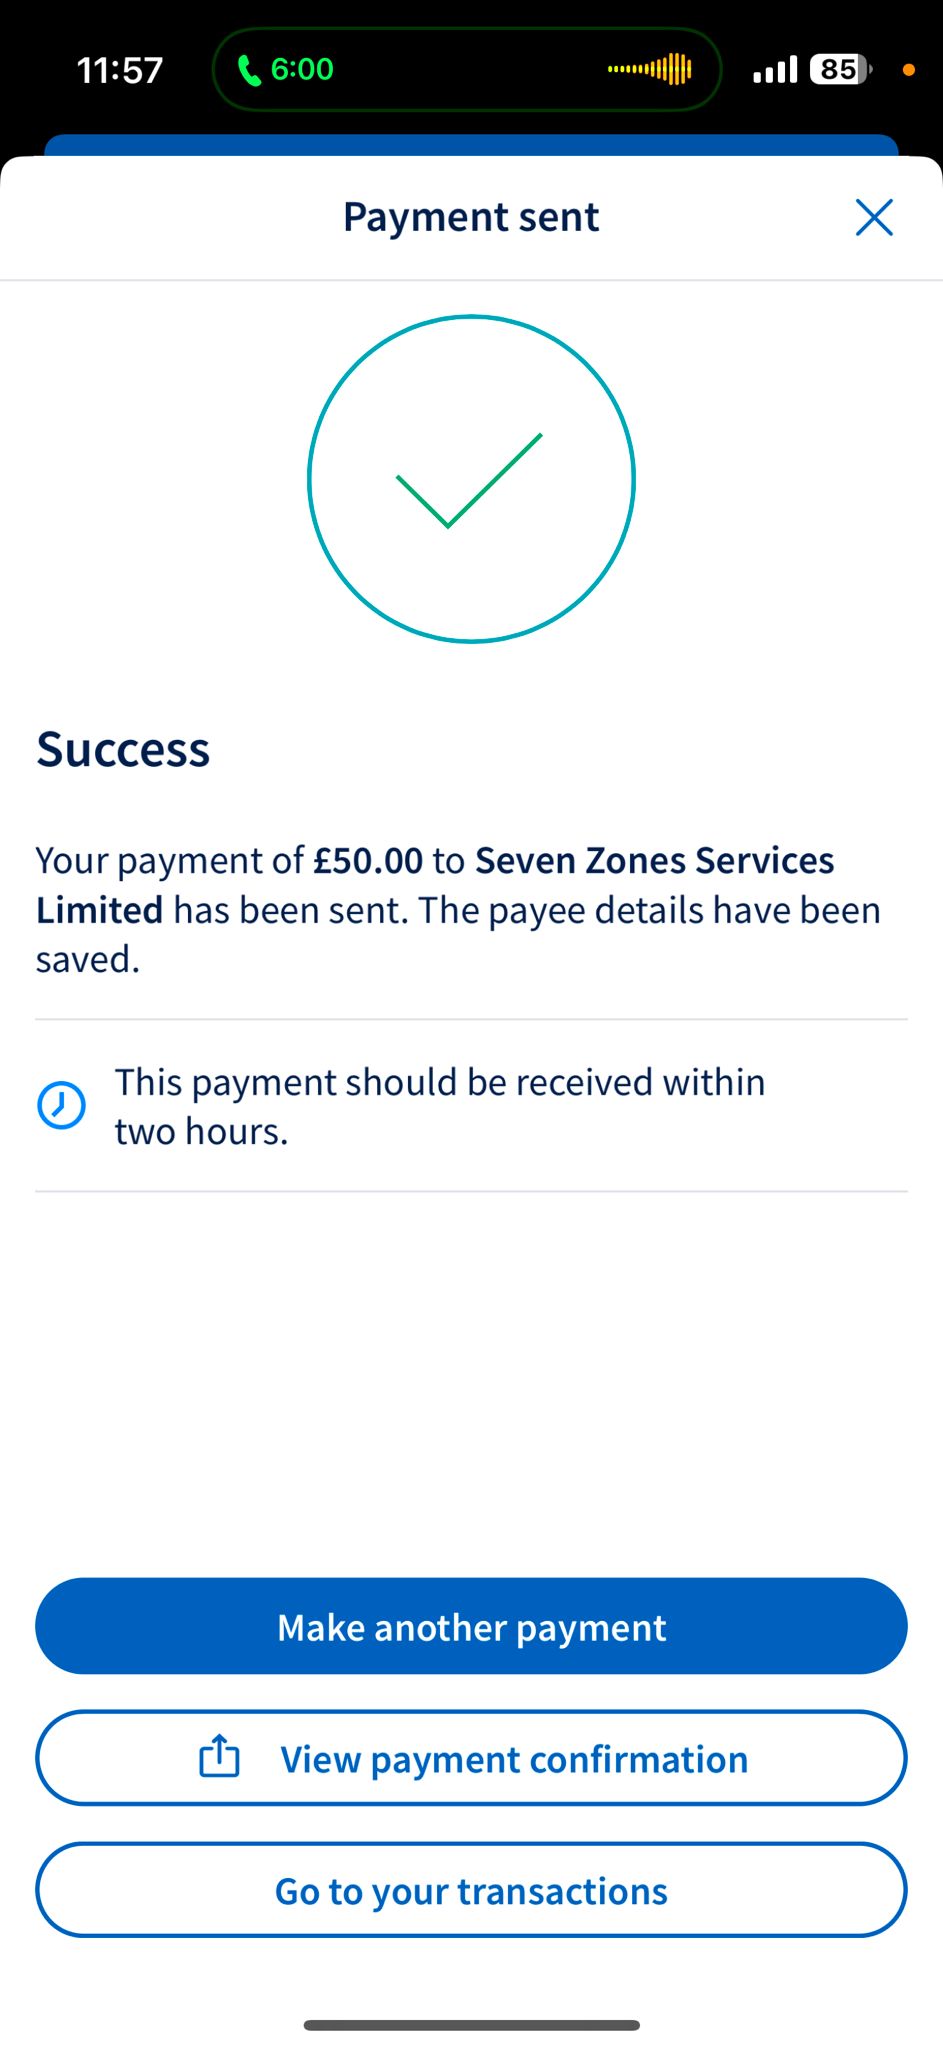 11:57
6:00
85
Payment sent
Success
Your payment of £50.00 to Seven Zones Services
Limited has been sent. The payee details have been
saved.
This payment should be received within
two hours.
Make another payment
View payment confirmation
Go to your transactions